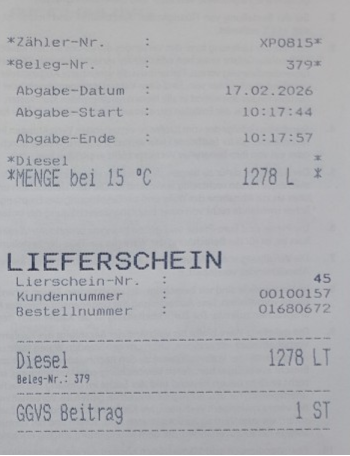 *Zähler-Nr. : XP0815*
*Beleg-Nr. : 379*
Abgabe-Datum : 17.02.2026
Abgabe-Start : 10:17:44
Abgabe-Ende : 10:17:57
*Diesel *
*MENGE bei 15 °C 1278 L *
LIEFERSCHEIN
Lierschein-Nr. : 45
Kundennummer : 00100157
Bestellnummer : 01680672
Diesel 1278 LT
Beleg-Nr.: 379
GGVS Beitrag 1 ST